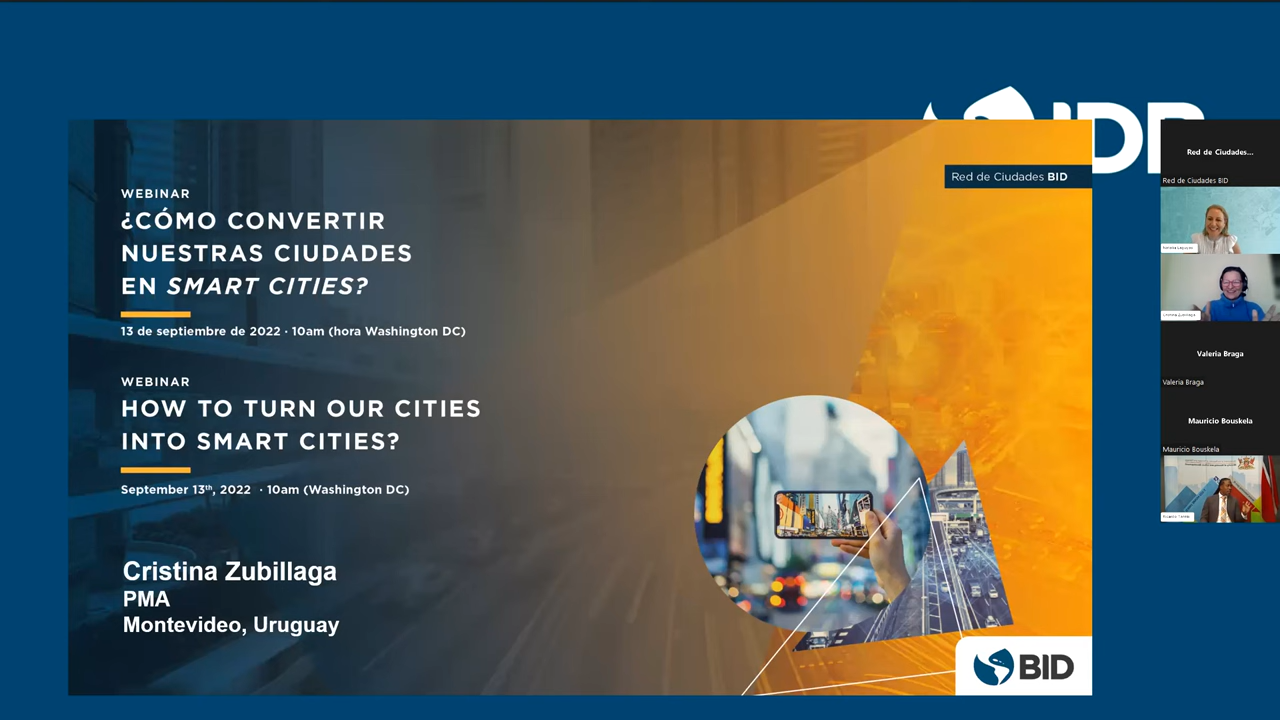 IDB
Red de Ciudades BID
WEBINAR
¿CÓMO CONVERTIR
NUESTRAS CIUDADES
EN SMART CITIES?
13 de septiembre de 2022 · 10am (hora Washington DC)
WEBINAR
HOW TO TURN OUR CITIES
INTO SMART CITIES?
September 13th, 2022 · 10am (Washington DC)
Cristina Zubillaga
PMA
Montevideo, Uruguay
BID
Red de Ciudades...
Red de Ciudades BID
Valeria Braga
Valeria Braga
Mauricio Bouskela
Mauricio Bouskela